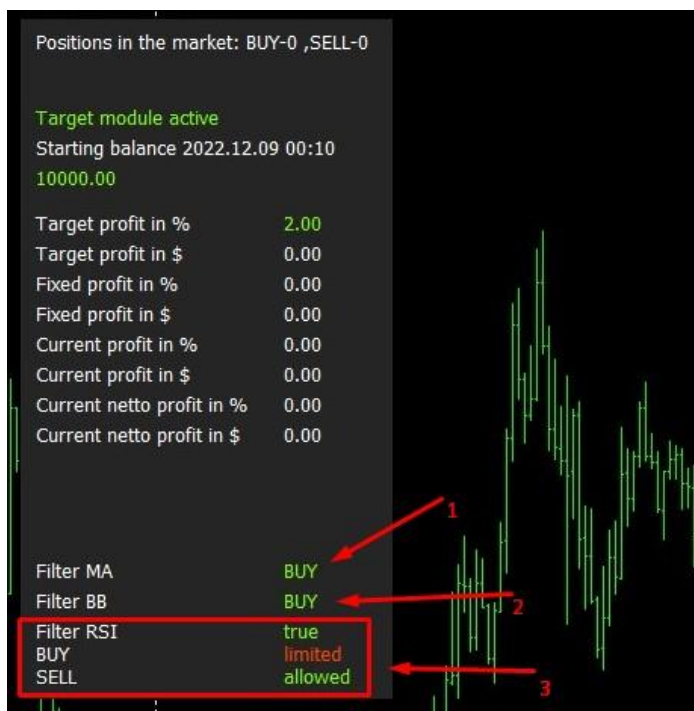 Positions in the market: BUY-0 ,SELL-0
Target module active
Starting balance 2022.12.09 00:10
10000.00
Target profit in % 2.00
Target profit in $ 0.00
Fixed profit in % 0.00
Fixed profit in $ 0.00
Current profit in % 0.00
Current profit in $ 0.00
Current netto profit in % 0.00
Current netto profit in $ 0.00
1
Filter MA BUY
Filter BB BUY
2
Filter RSI true
BUY limited
SELL allowed
3